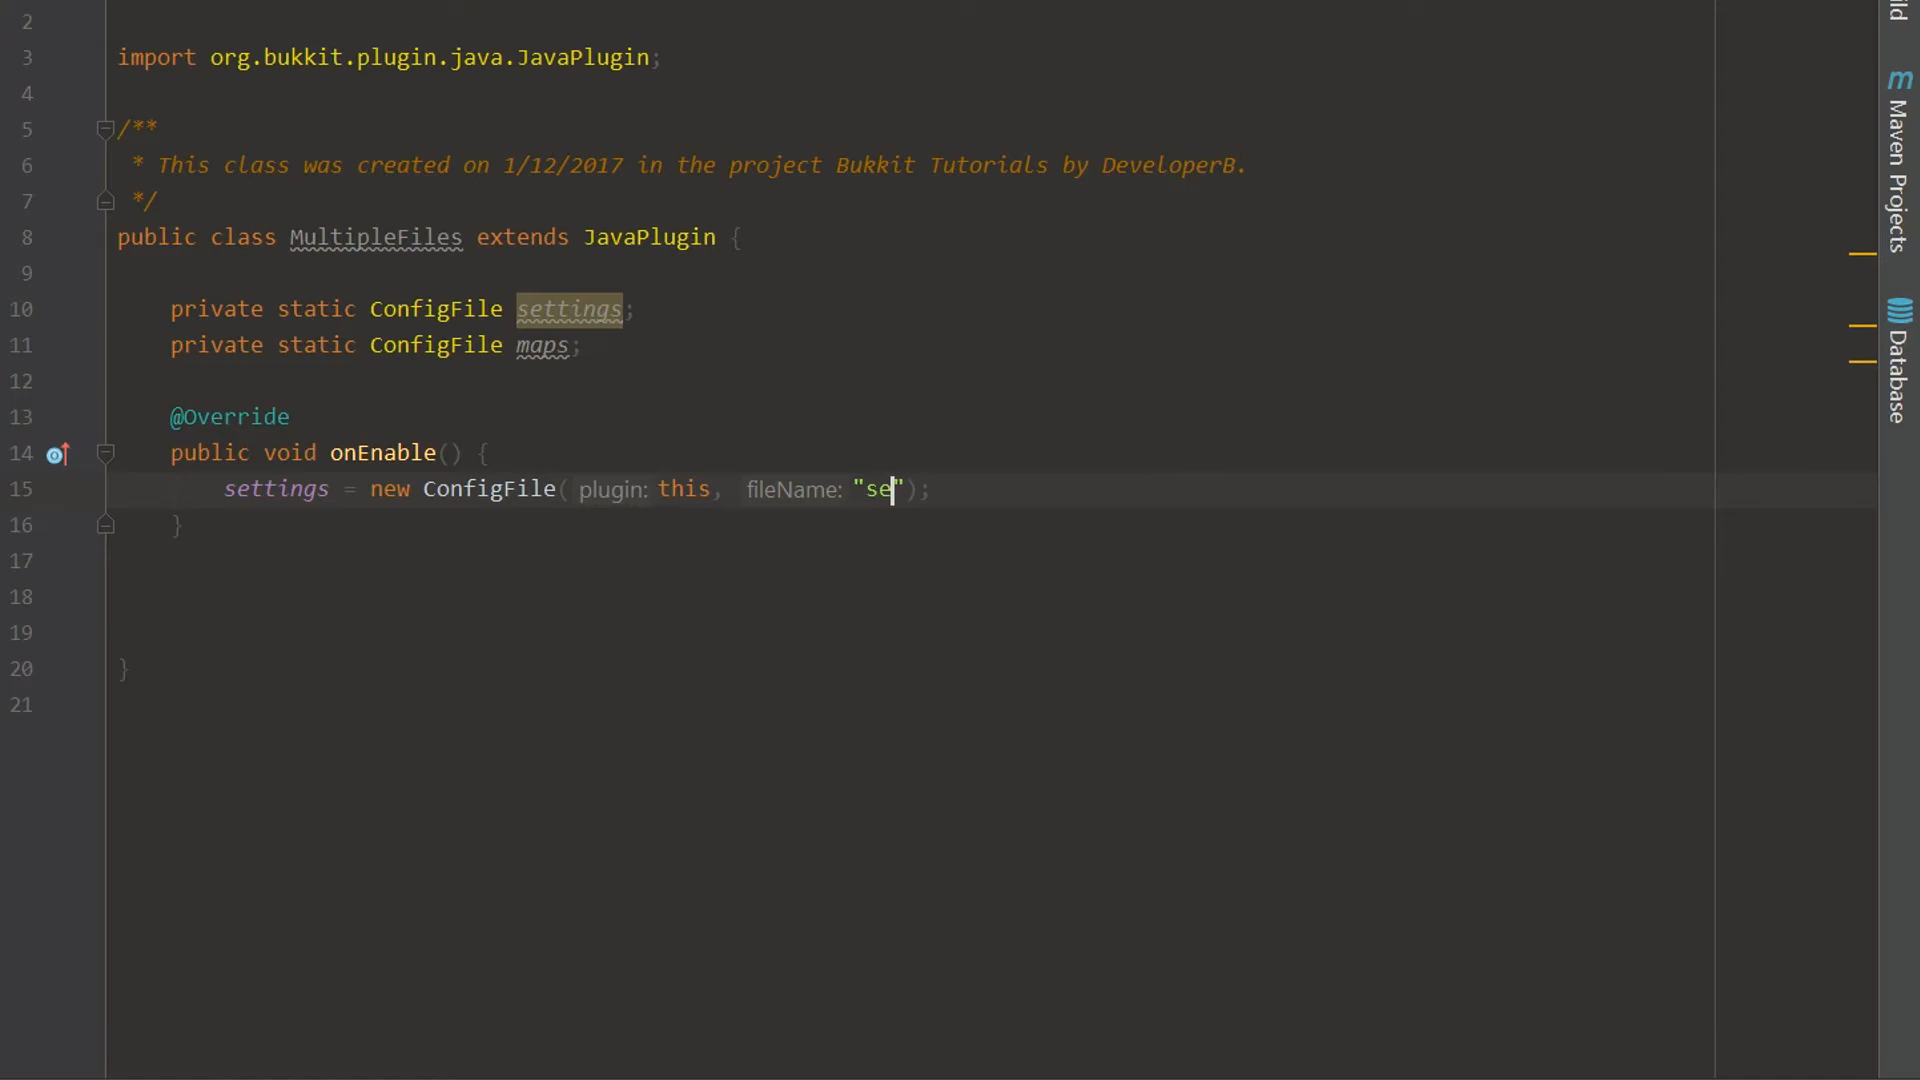 2
3 import org.bukkit.plugin.java.JavaPlugin;
4
5 /**
6 * This class was created on 1/12/2017 in the project Bukkit Tutorials by DeveloperB.
7 */
8 public class MultipleFiles extends JavaPlugin {
9
10 private static ConfigFile settings;
11 private static ConfigFile maps;
12
13 @Override
14 public void onEnable() {
15 settings = new ConfigFile( plugin: this, fileName: "se");
16 }
17
18
19
20 }
21
ild
m Maven Projects
Database